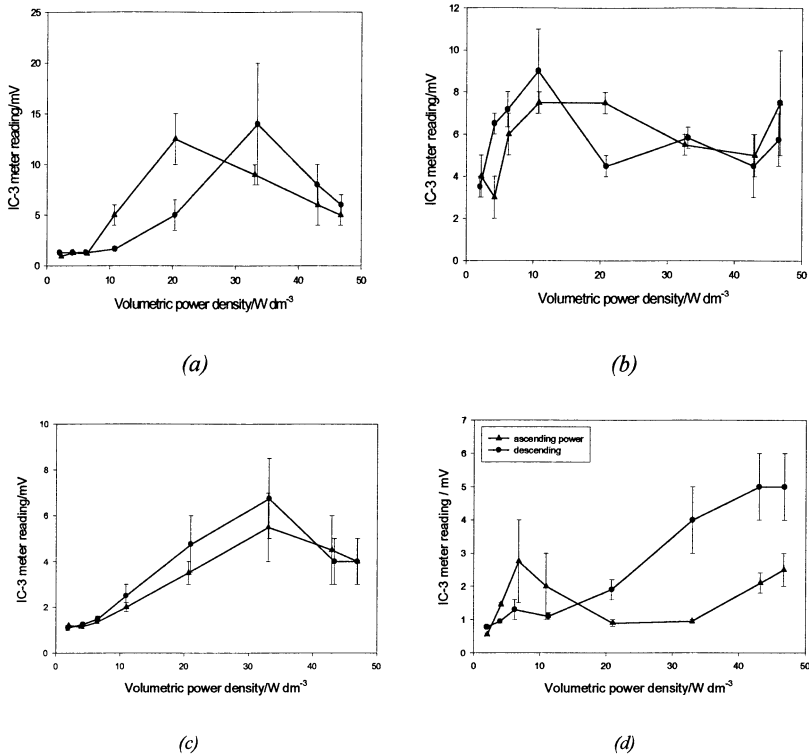 25
20
15
10
5
0
0 10 20 30 40 50
IC-3 meter reading/mV
Volumetric power density/W dm⁻³
(a)
12
10
8
6
4
2
0
0 10 20 30 40 50
IC-3 meter reading/mV
Volumetric power density/W dm⁻³
(b)
10
8
6
4
2
0
0 10 20 30 40 50
IC-3 meter reading/mV
Volumetric power density/W dm⁻³
(c)
7
6
5
4
3
2
1
0
0 10 20 30 40 50
IC-3 meter reading / mV
Volumetric power density/W dm⁻³
ascending power
descending
(d)